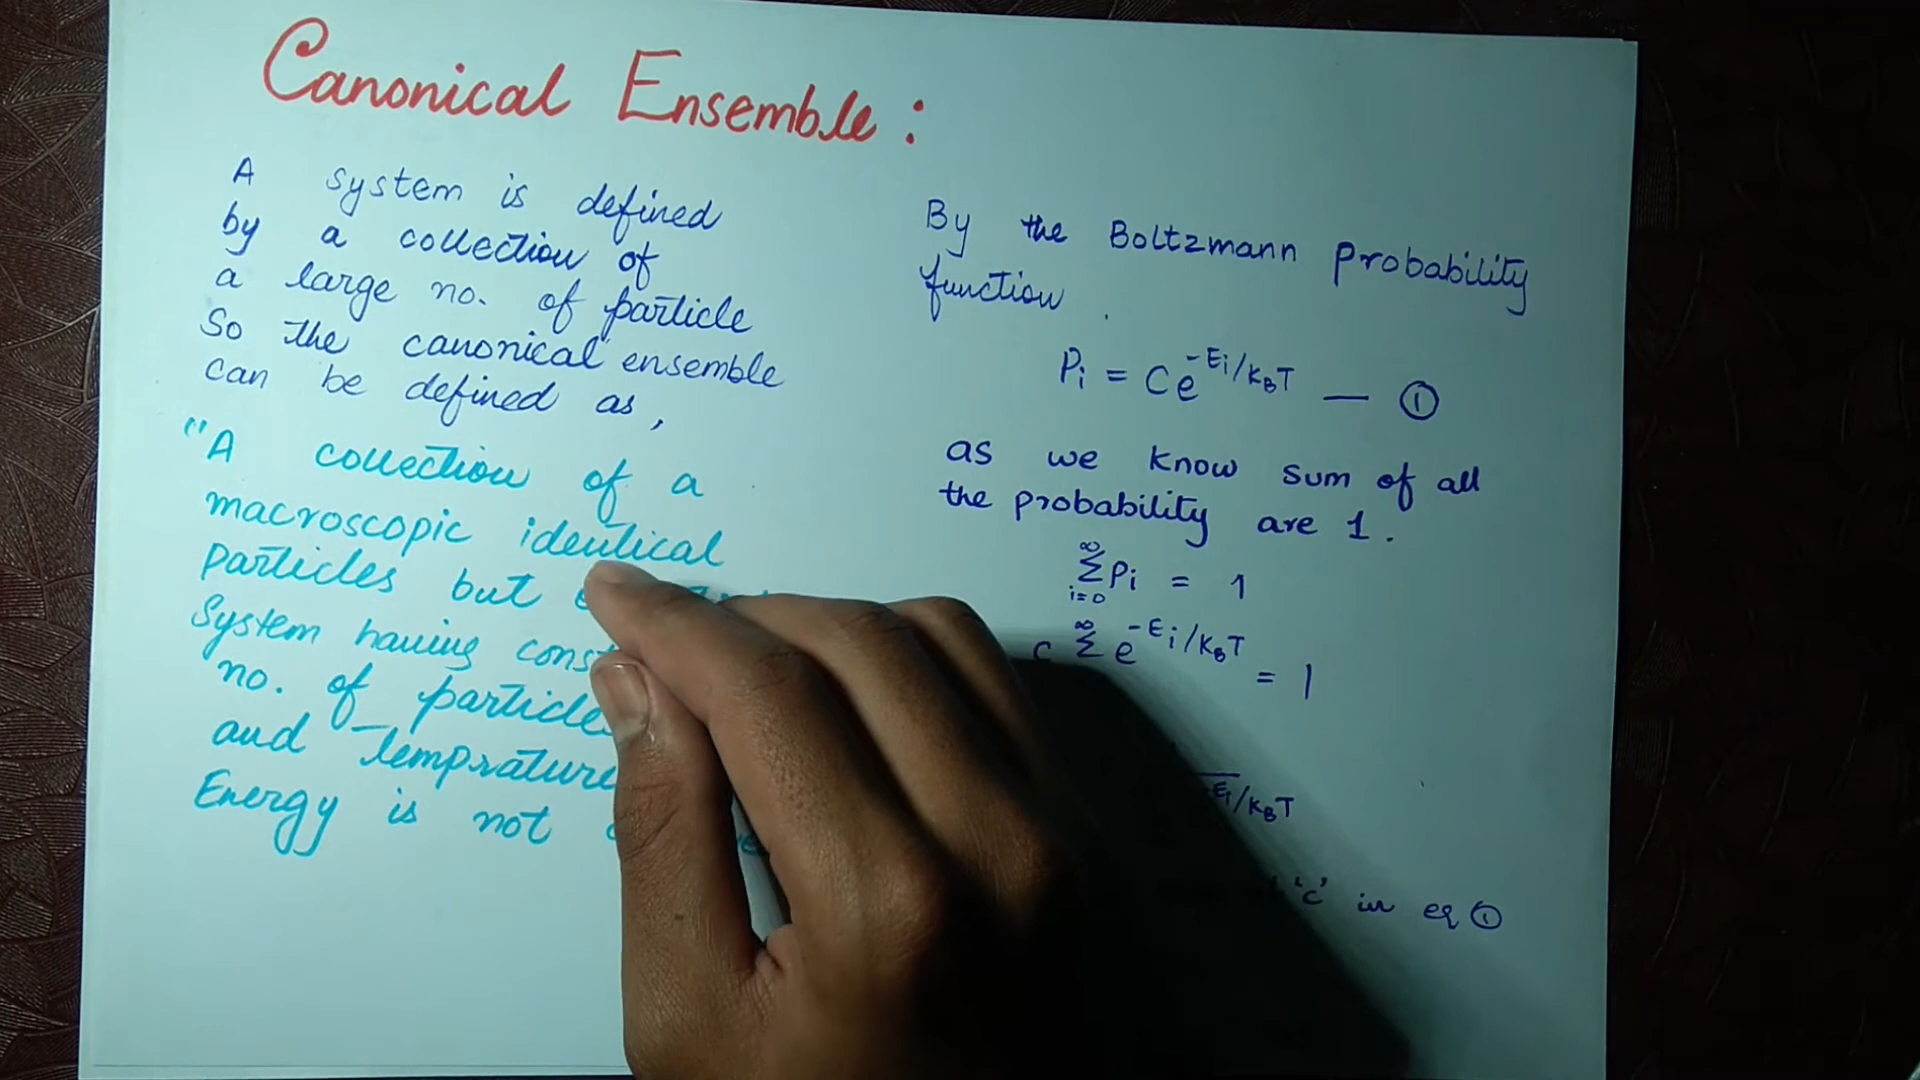 Canonical Ensemble :
A system is defined
by a collection of
a large no. of particle
So the canonical ensemble
can be defined as,
"A collection of a
macroscopic identical
particles but
System having
no. of particles
and temprature
Energy is not
By the Boltzmann Probability
function
Pi = Ce^-Ei/KBT — ①
as we know sum of all
the probability are 1.
∞
Σ Pi = 1
i=0
c ∞Σ e^-Ei/KBT = 1
Ei/KBT
'c' in eq ①